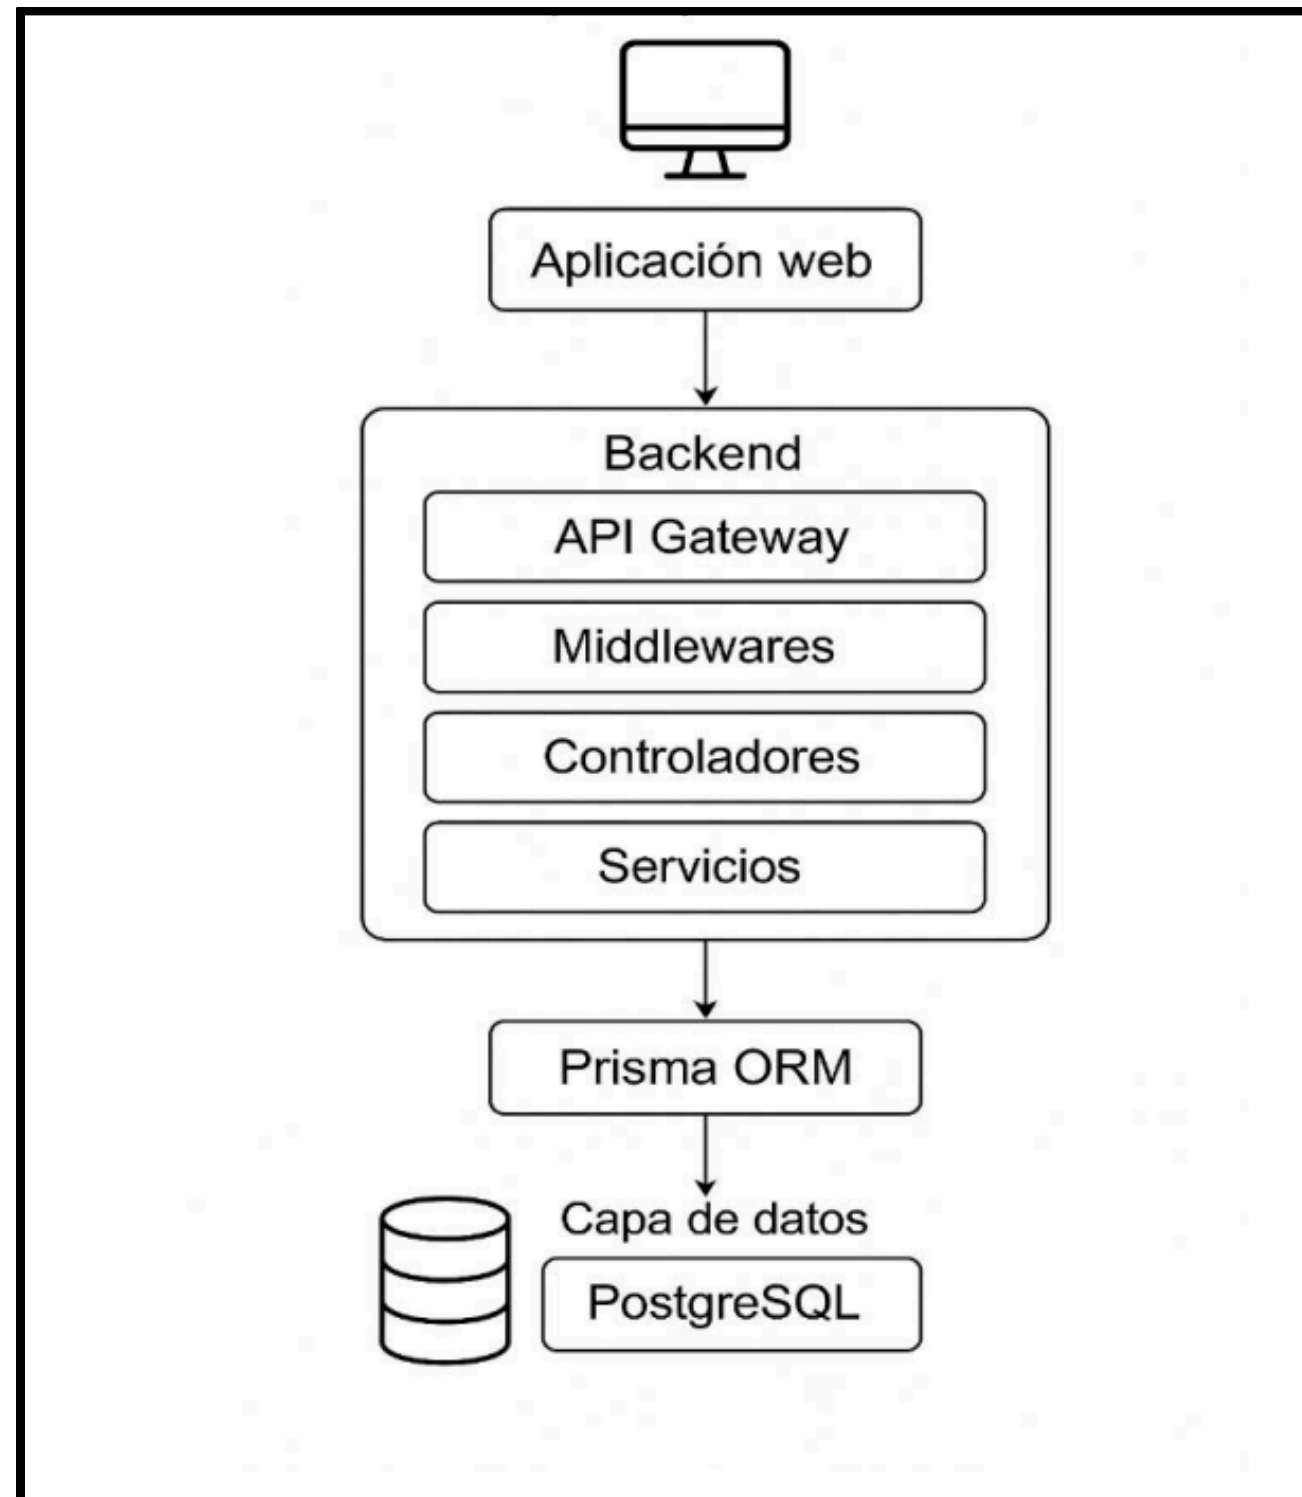 Aplicación web
Backend
API Gateway
Middlewares
Controladores
Servicios
Prisma ORM
Capa de datos
PostgreSQL